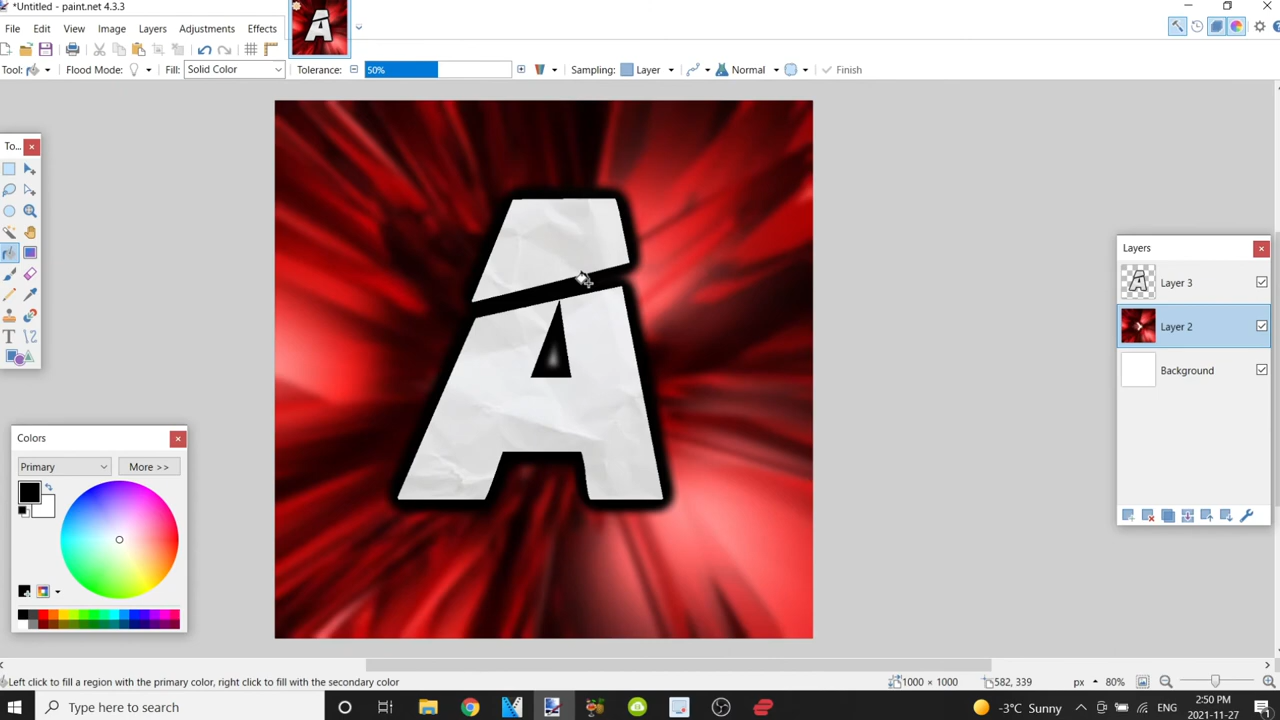 *Untitled - paint.net 4.3.3
File Edit View Image Layers Adjustments Effects
Tool: Flood Mode: Fill: Solid Color Tolerance: 50% Sampling: Layer Normal Finish
To...
A
Layers
Layer 3
Layer 2
Background
Colors
Primary More >>
Left click to fill a region with the primary color, right click to fill with the secondary color 1000 × 1000 582, 339 px 80%
Type here to search -3°C Sunny ENG 2:50 PM
2021-11-27